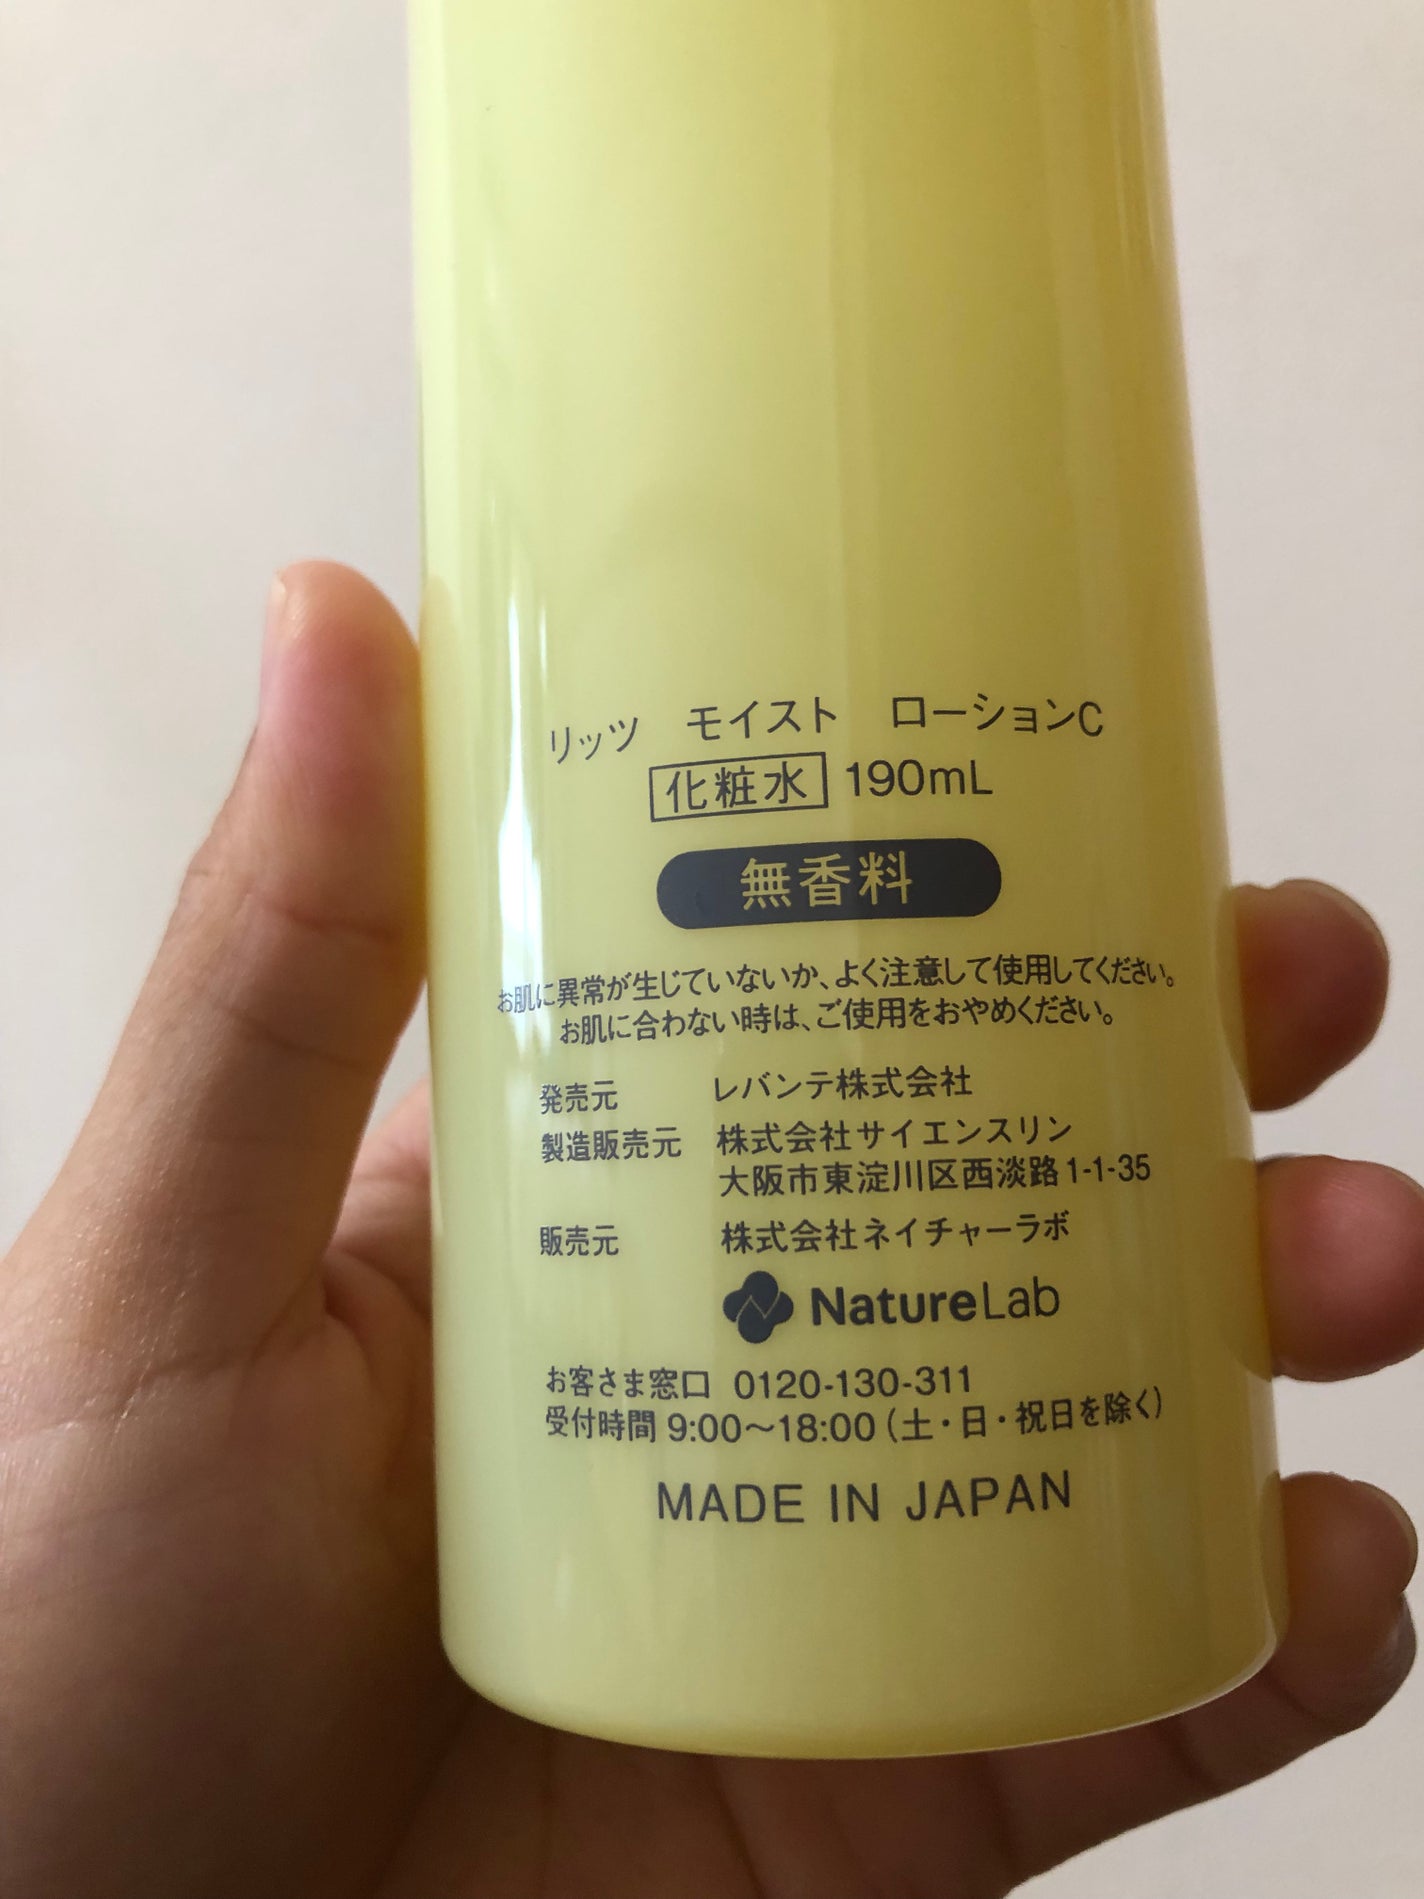 リッツ モイスト ローションC
化粧水 190mL
無香料
お肌に異常が生じていないか、よく注意して使用してください。
お肌に合わない時は、ご使用をおやめください。
発売元 レバンテ株式会社
製造販売元 株式会社サイエンスリン
大阪市東淀川区西淡路1-1-35
販売元 株式会社ネイチャーラボ
NatureLab
お客さま窓口 0120-130-311
受付時間 9:00〜18:00（土・日・祝日を除く）
MADE IN JAPAN